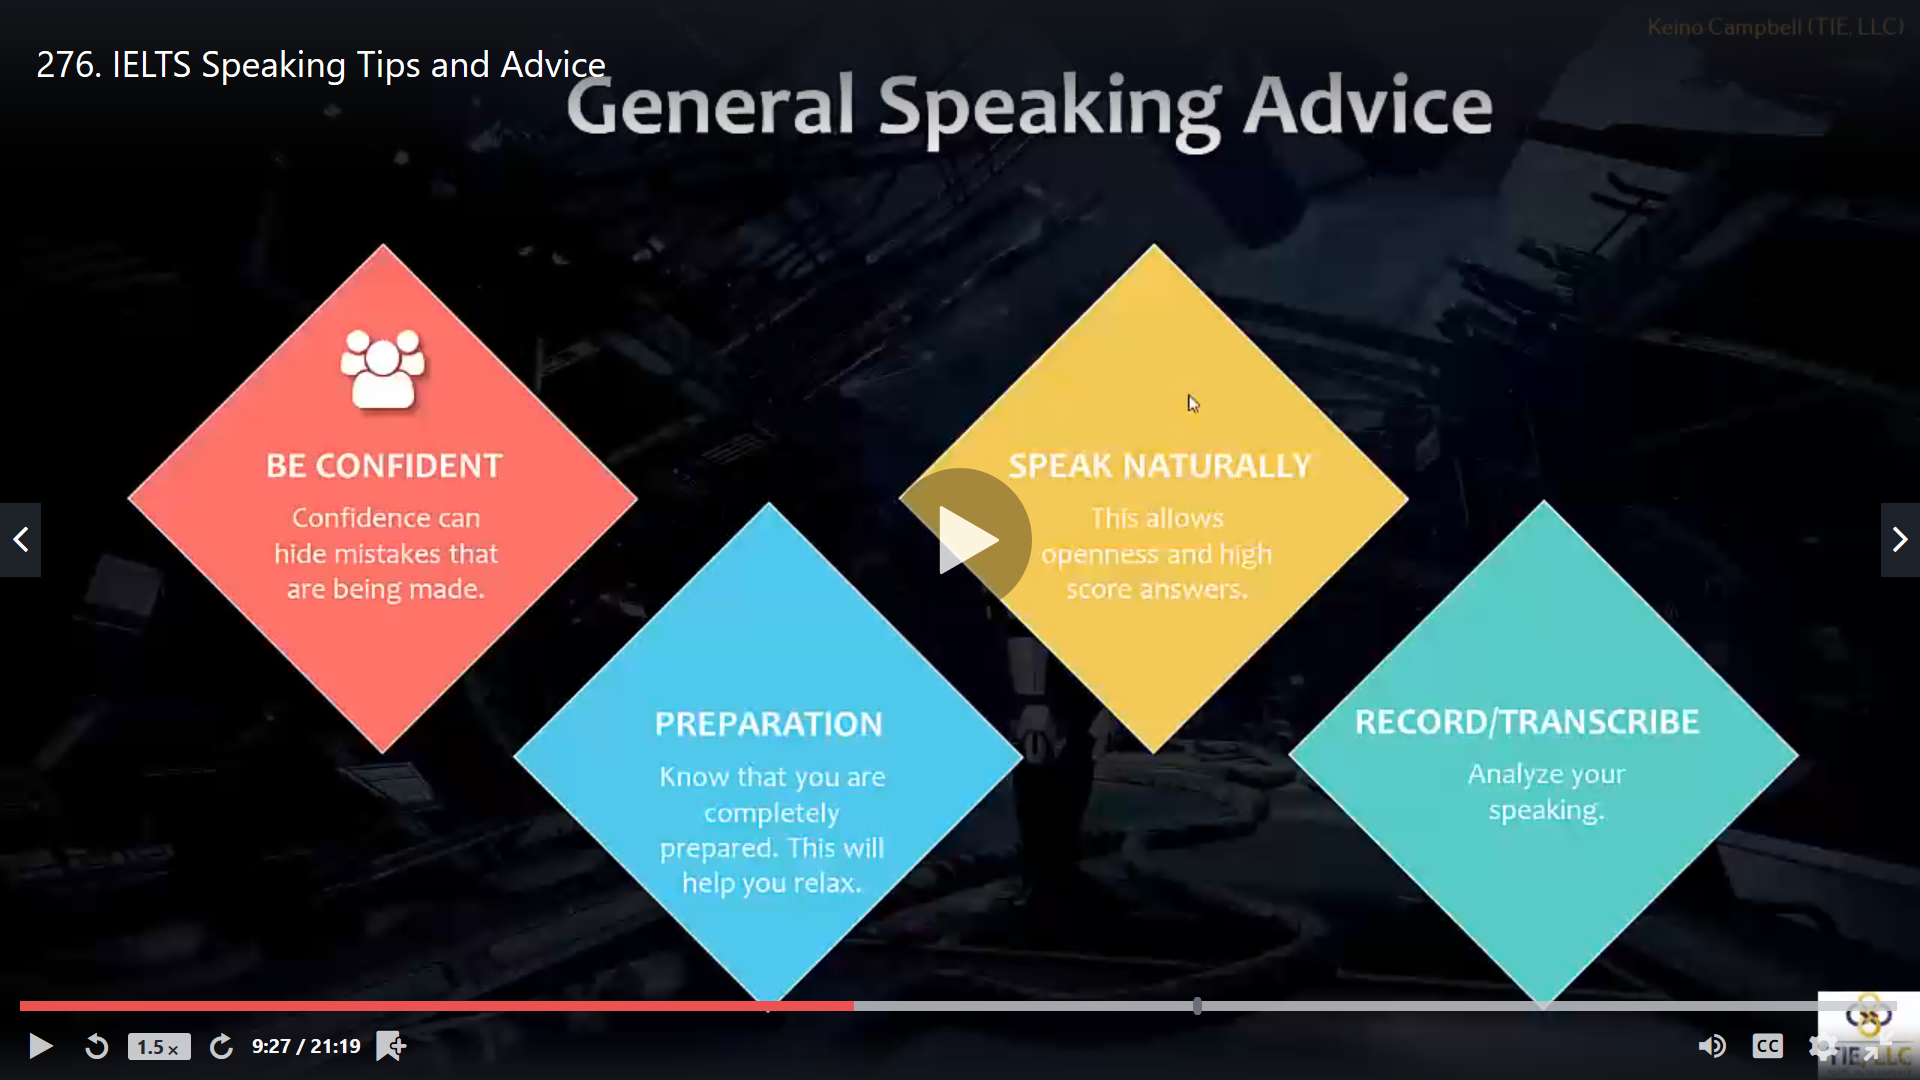 Keino Campbell (TIE, LLC)
276. IELTS Speaking Tips and Advice
General Speaking Advice
BE CONFIDENT
Confidence can
hide mistakes that
are being made.
SPEAK NATURALLY
This allows
openness and high
score answers.
PREPARATION
Know that you are
completely
prepared. This will
help you relax.
RECORD/TRANSCRIBE
Analyze your
speaking.
1.5 x
9:27 / 21:19
CC
TIE, LLC